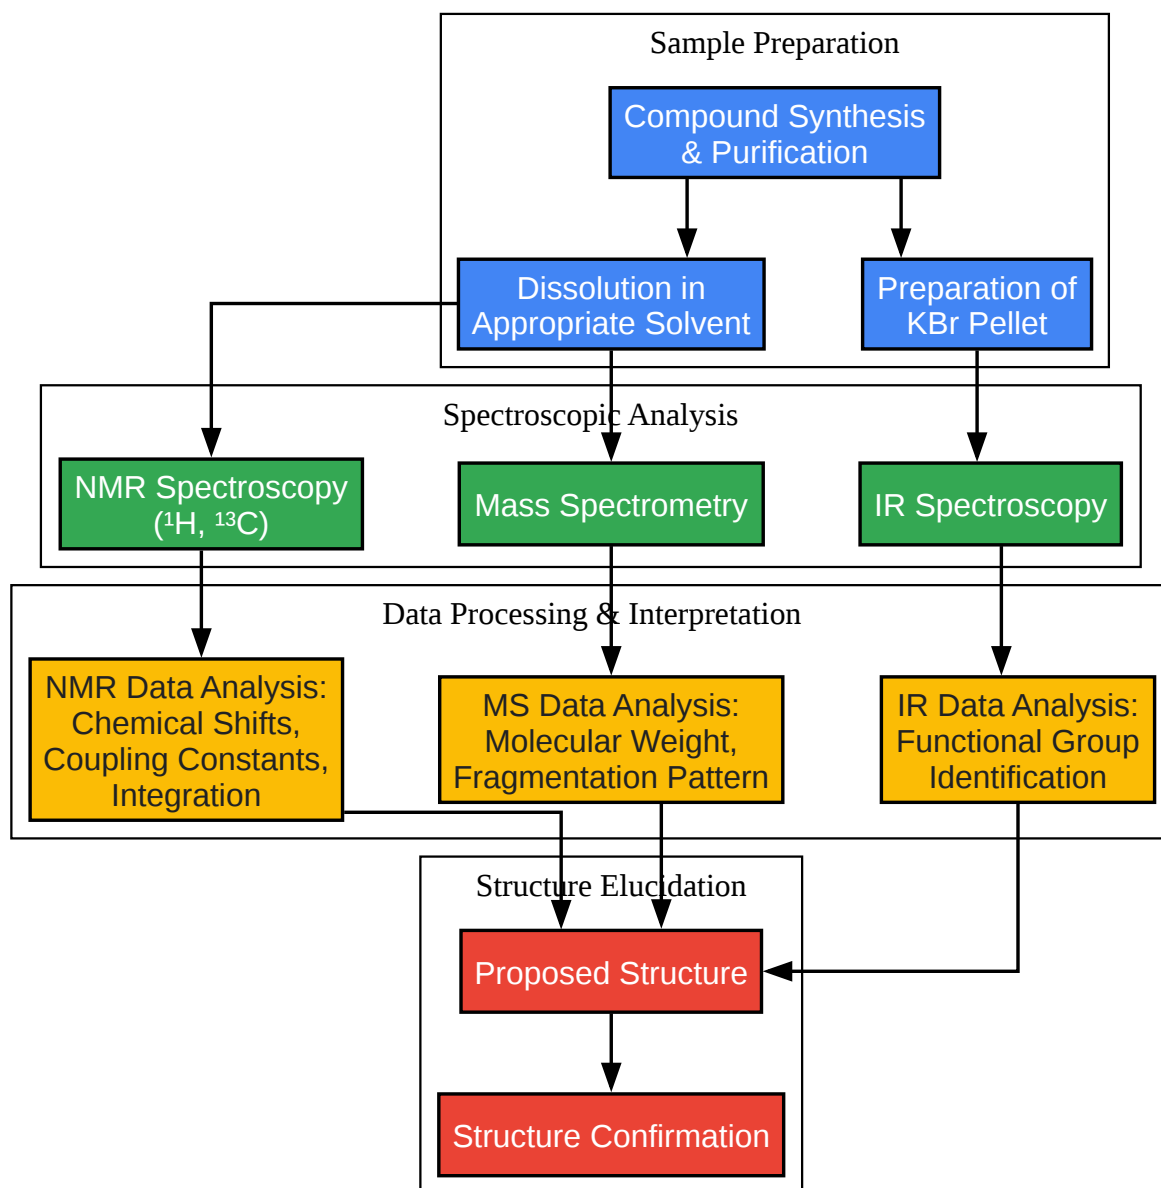 Sample Preparation
Compound Synthesis
& Purification
Dissolution in
Appropriate Solvent
Preparation of
KBr Pellet
Spectroscopic Analysis
NMR Spectroscopy
(¹H, ¹³C)
Mass Spectrometry
IR Spectroscopy
Data Processing & Interpretation
NMR Data Analysis:
Chemical Shifts,
Coupling Constants,
Integration
MS Data Analysis:
Molecular Weight,
Fragmentation Pattern
IR Data Analysis:
Functional Group
Identification
Structure Elucidation
Proposed Structure
Structure Confirmation